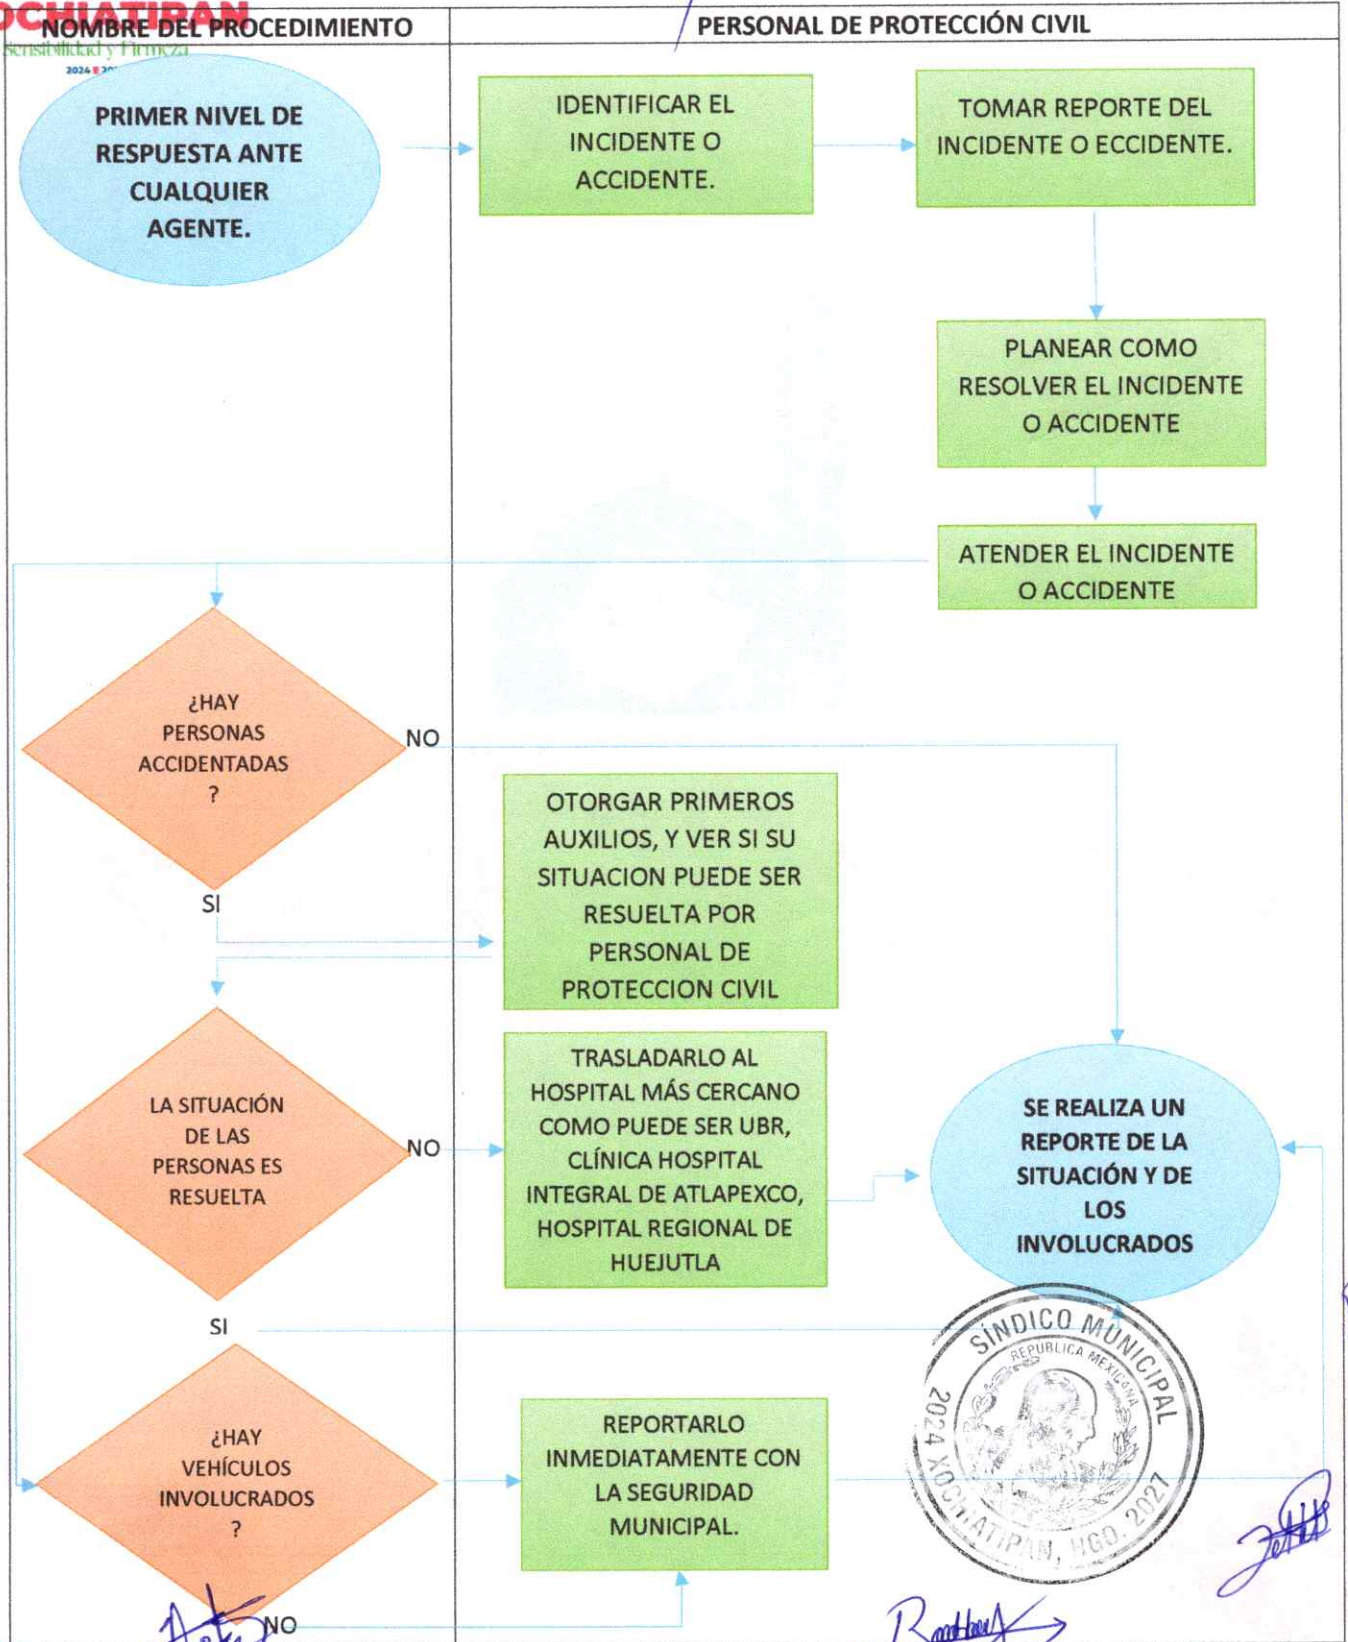 OCHIATIPAN
Sensibilidad y Firmeza
2024
NOMBRE DEL PROCEDIMIENTO
PERSONAL DE PROTECCIÓN CIVIL
PRIMER NIVEL DE
RESPUESTA ANTE
CUALQUIER
AGENTE.
IDENTIFICAR EL
INCIDENTE O
ACCIDENTE.
TOMAR REPORTE DEL
INCIDENTE O ECCIDENTE.
PLANEAR COMO
RESOLVER EL INCIDENTE
O ACCIDENTE
ATENDER EL INCIDENTE
O ACCIDENTE
¿HAY
PERSONAS
ACCIDENTADAS
?
NO
SI
OTORGAR PRIMEROS
AUXILIOS, Y VER SI SU
SITUACION PUEDE SER
RESUELTA POR
PERSONAL DE
PROTECCION CIVIL
LA SITUACIÓN
DE LAS
PERSONAS ES
RESUELTA
NO
SI
TRASLADARLO AL
HOSPITAL MÁS CERCANO
COMO PUEDE SER UBR,
CLÍNICA HOSPITAL
INTEGRAL DE ATLAPEXCO,
HOSPITAL REGIONAL DE
HUEJUTLA
SE REALIZA UN
REPORTE DE LA
SITUACIÓN Y DE
LOS
INVOLUCRADOS
¿HAY
VEHÍCULOS
INVOLUCRADOS
?
NO
REPORTARLO
INMEDIATAMENTE CON
LA SEGURIDAD
MUNICIPAL.
SÍNDICO MUNICIPAL
REPUBLICA MEXICANA
2024 XOCHIATIPAN, HGO. 2027